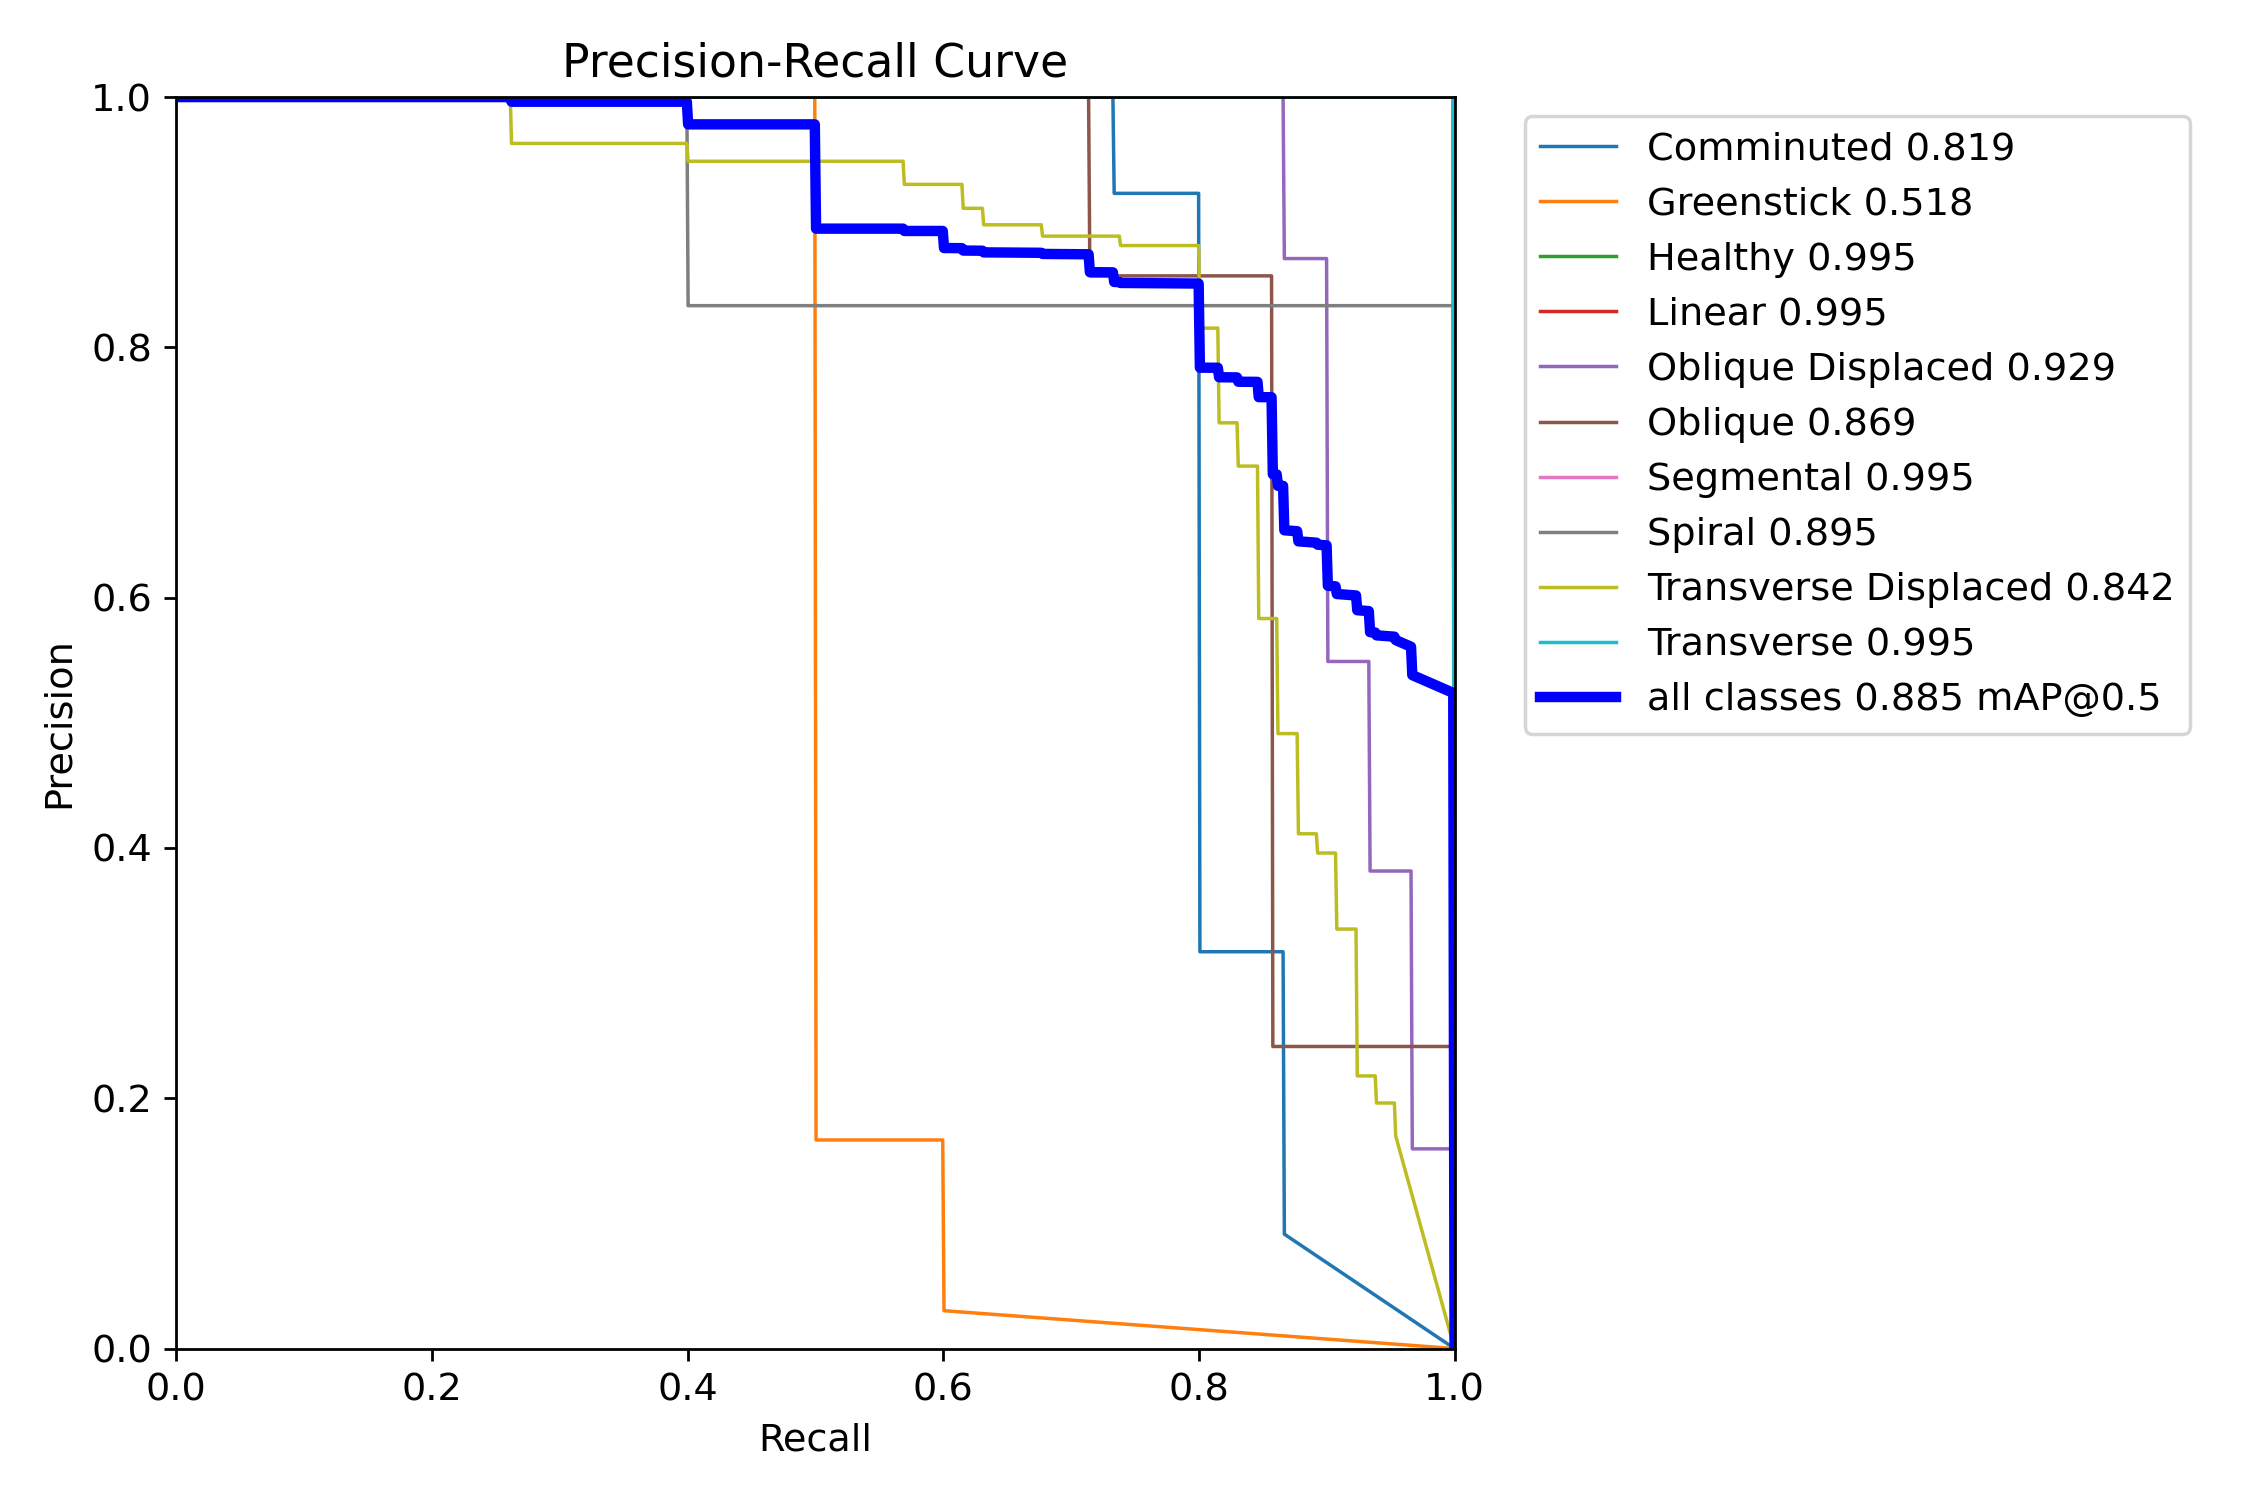 Precision-Recall Curve
1.0
0.8
0.6
0.4
0.2
0.0
Precision
0.0 0.2 0.4 0.6 0.8 1.0
Recall
Comminuted 0.819
Greenstick 0.518
Healthy 0.995
Linear 0.995
Oblique Displaced 0.929
Oblique 0.869
Segmental 0.995
Spiral 0.895
Transverse Displaced 0.842
Transverse 0.995
all classes 0.885 mAP@0.5